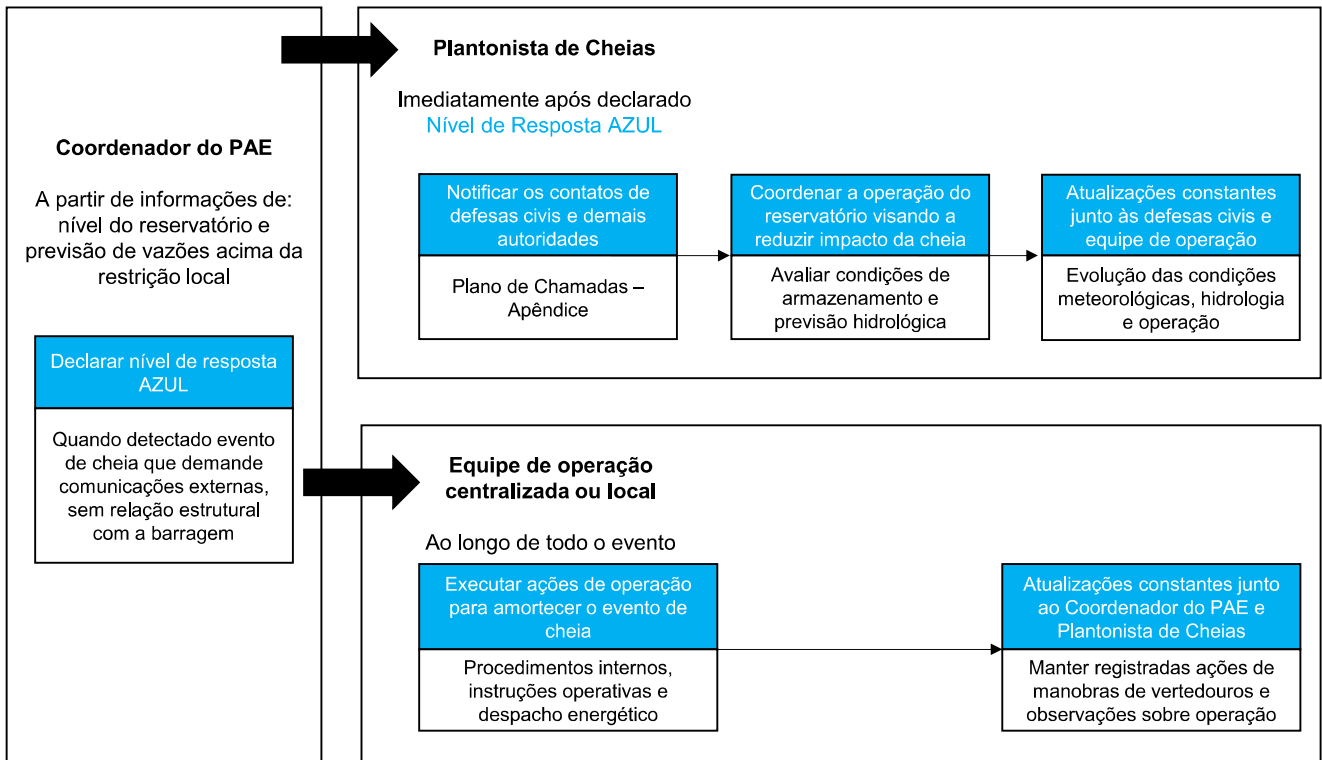 Coordenador do PAE
A partir de informações de:
nível do reservatório e
previsão de vazões acima da
restrição local
Declarar nível de resposta
AZUL
Quando detectado evento
de cheia que demande
comunicações externas,
sem relação estrutural
com a barragem
Plantonista de Cheias
Imediatamente após declarado
Nível de Resposta AZUL
Notificar os contatos de
defesas civis e demais
autoridades
Plano de Chamadas –
Apêndice
Coordenar a operação do
reservatório visando a
reduzir impacto da cheia
Avaliar condições de
armazenamento e
previsão hidrológica
Atualizações constantes
junto às defesas civis e
equipe de operação
Evolução das condições
meteorológicas, hidrologia
e operação
Equipe de operação
centralizada ou local
Ao longo de todo o evento
Executar ações de operação
para amortecer o evento de
cheia
Procedimentos internos,
instruções operativas e
despacho energético
Atualizações constantes junto
ao Coordenador do PAE e
Plantonista de Cheias
Manter registradas ações de
manobras de vertedouros e
observações sobre operação